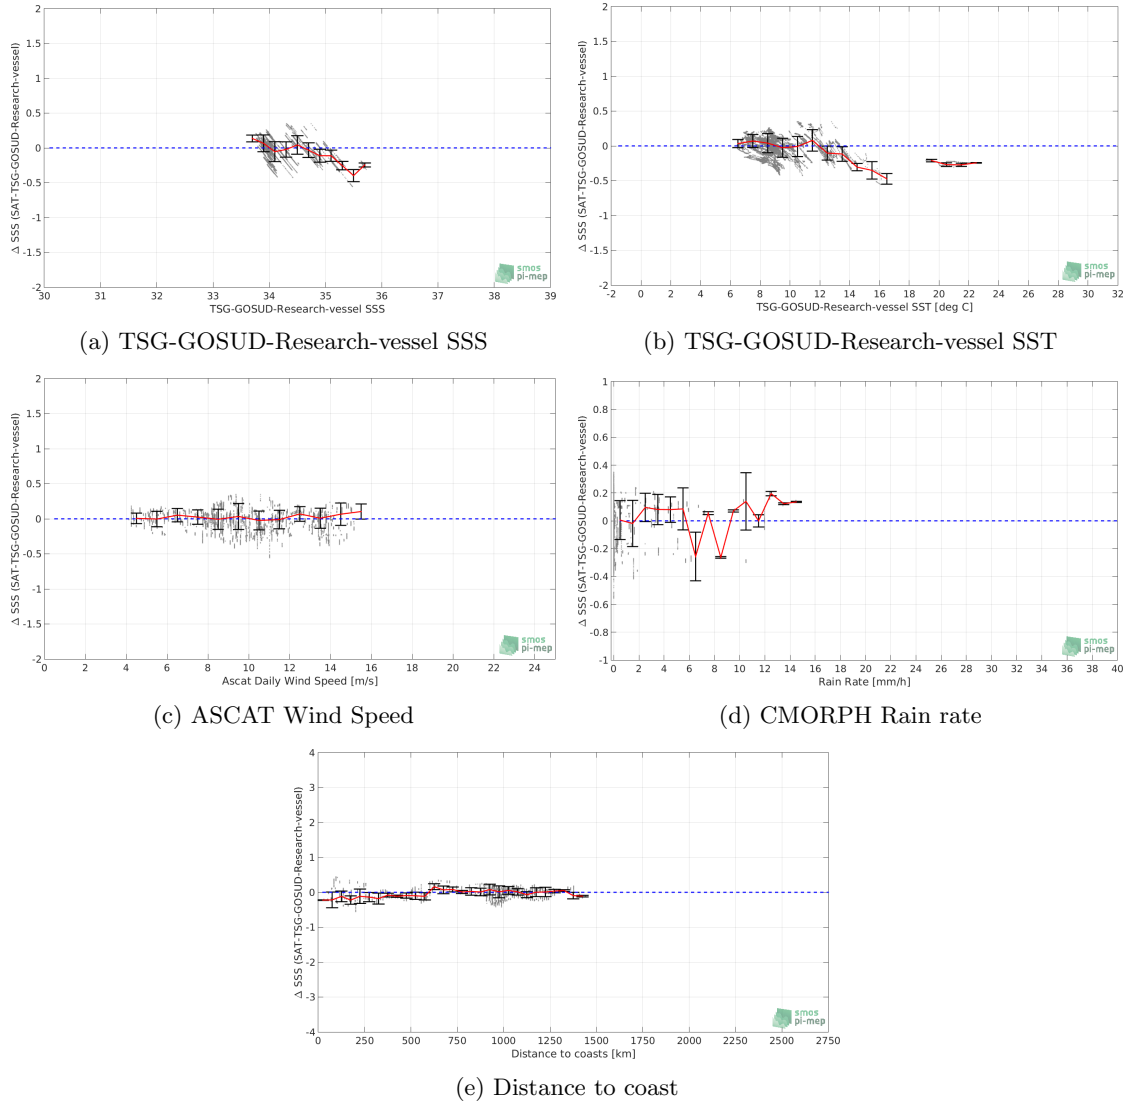 2
1.5
1
0.5
0
-0.5
-1
-1.5
-2
Δ SSS (SAT-TSG-GOSUD-Research-vessel)
30 31 32 33 34 35 36 37 38 39
TSG-GOSUD-Research-vessel SSS
smos
pi-mep
(a) TSG-GOSUD-Research-vessel SSS
2
1.5
1
0.5
0
-0.5
-1
-1.5
-2
Δ SSS (SAT-TSG-GOSUD-Research-vessel)
-2 0 2 4 6 8 10 12 14 16 18 20 22 24 26 28 30 32
TSG-GOSUD-Research-vessel SST [deg C]
smos
pi-mep
(b) TSG-GOSUD-Research-vessel SST
2
1.5
1
0.5
0
-0.5
-1
-1.5
-2
Δ SSS (SAT-TSG-GOSUD-Research-vessel)
0 2 4 6 8 10 12 14 16 18 20 22 24
Ascat Daily Wind Speed [m/s]
smos
pi-mep
(c) ASCAT Wind Speed
1
0.8
0.6
0.4
0.2
0
-0.2
-0.4
-0.6
-0.8
-1
Δ SSS (SAT-TSG-GOSUD-Research-vessel)
0 2 4 6 8 10 12 14 16 18 20 22 24 26 28 30 32 34 36 38 40
Rain Rate [mm/h]
smos
pi-mep
(d) CMORPH Rain rate
4
3
2
1
0
-1
-2
-3
-4
Δ SSS (SAT-TSG-GOSUD-Research-vessel)
0 250 500 750 1000 1250 1500 1750 2000 2250 2500 2750
Distance to coasts [km]
smos
pi-mep
(e) Distance to coast